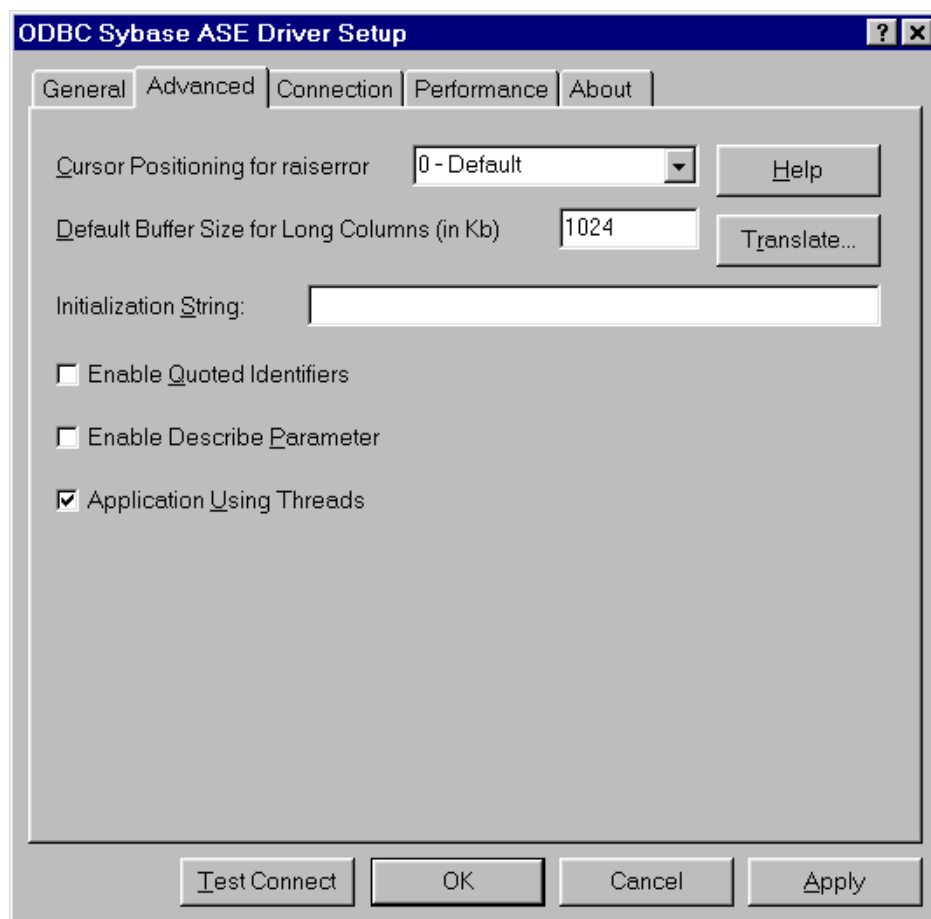 ODBC Sybase ASE Driver Setup ?
General Advanced Connection Performance About
Cursor Positioning for raiserror 0 - Default Help
Default Buffer Size for Long Columns (in Kb) 1024 Translate...
Initialization String:
Enable Quoted Identifiers
Enable Describe Parameter
Application Using Threads
Test Connect OK Cancel Apply